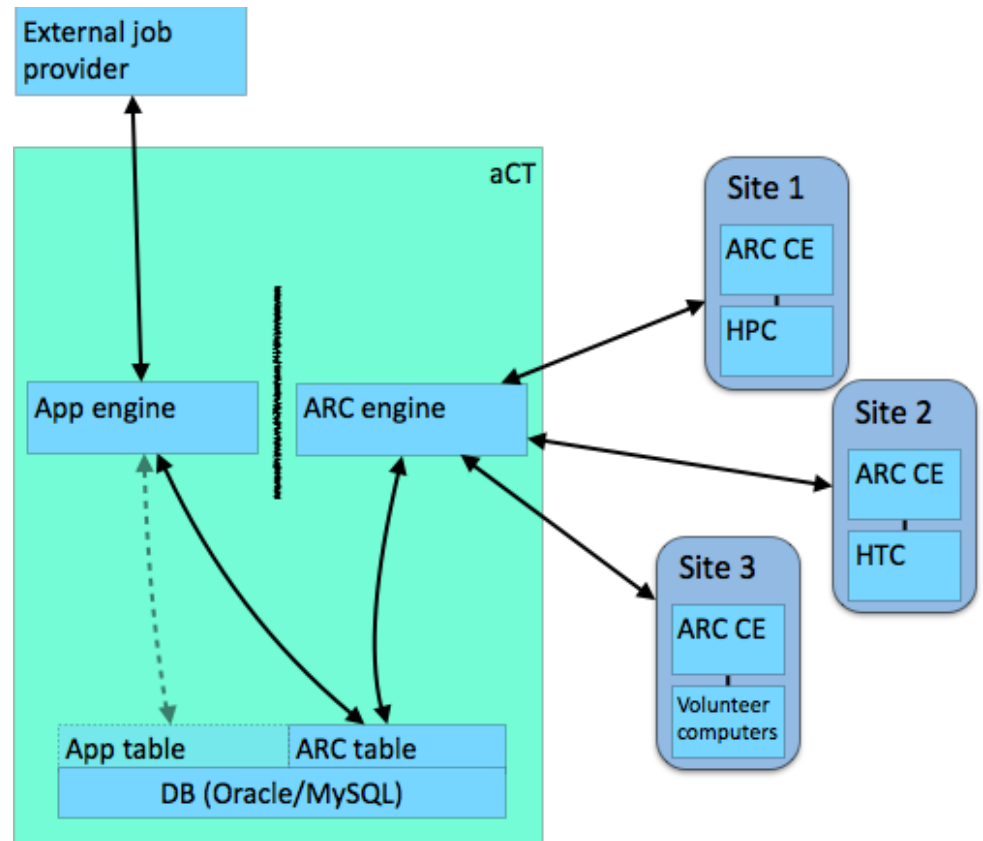 External job
provider
aCT
Site 1
ARC CE
HPC
App engine
ARC engine
Site 2
ARC CE
HTC
Site 3
ARC CE
Volunteer
computers
App table
ARC table
DB (Oracle/MySQL)